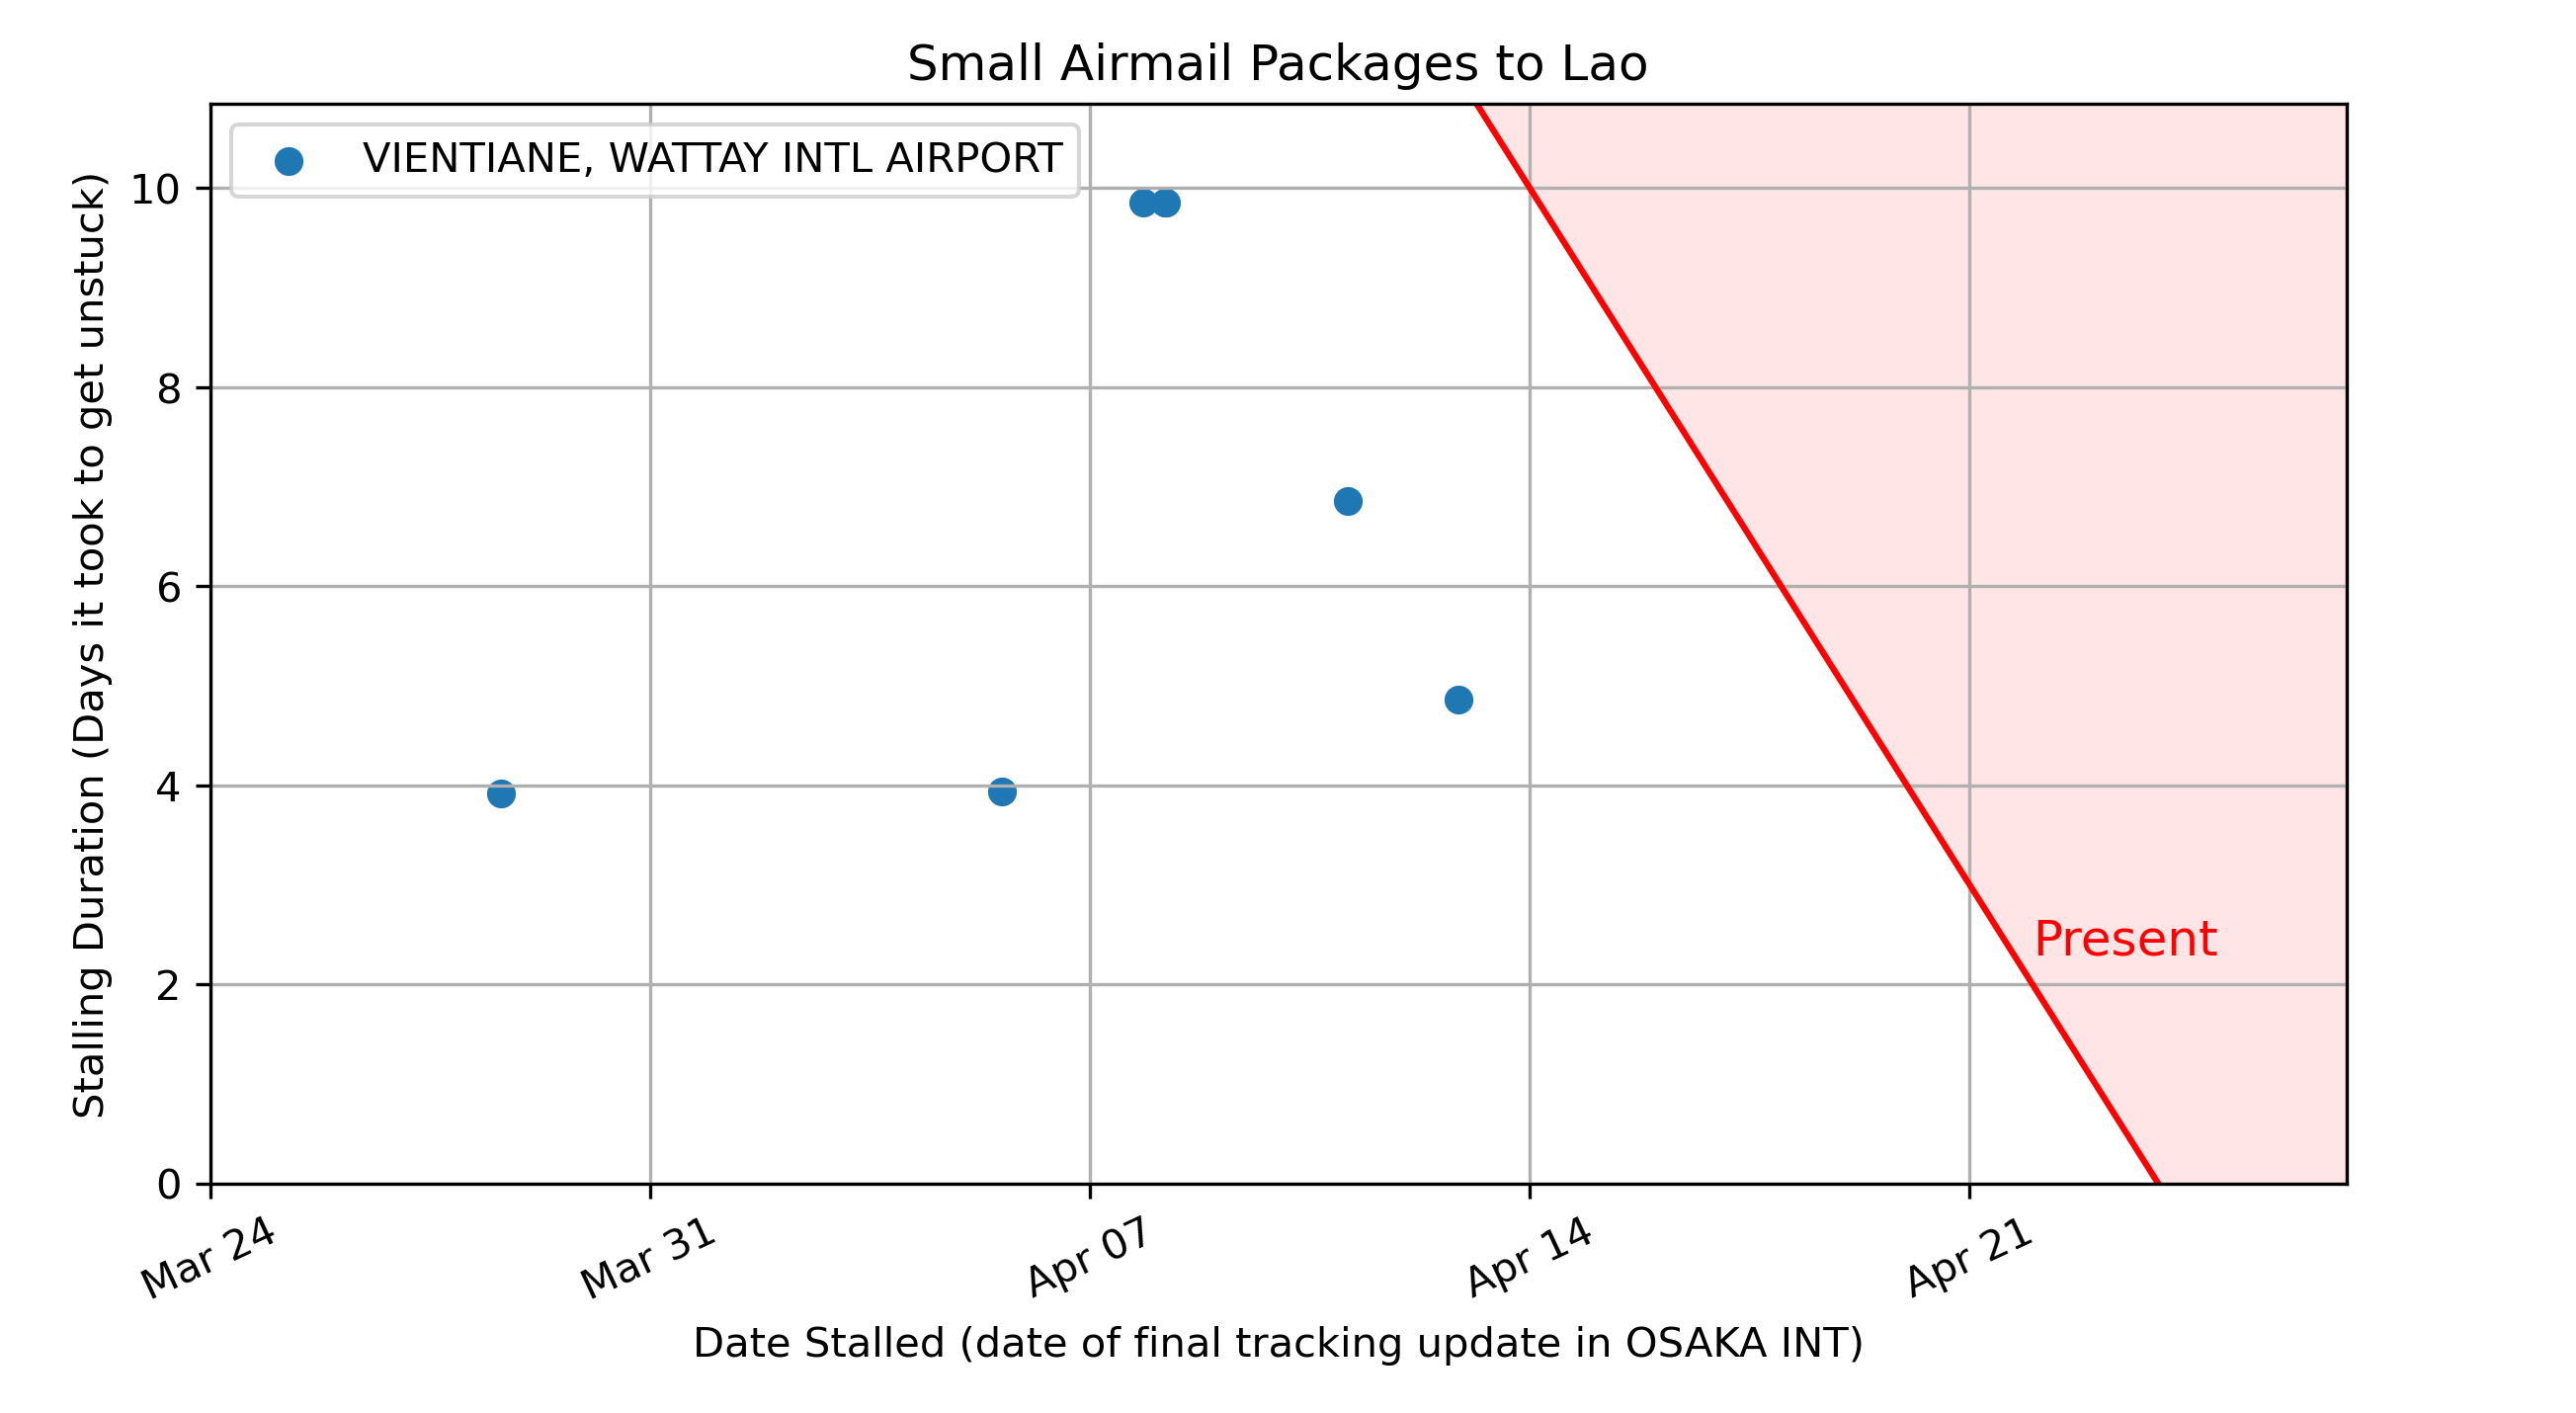 Small Airmail Packages to Lao
VIENTIANE, WATTAY INTL AIRPORT
Stalling Duration (Days it took to get unstuck)
10
8
6
4
2
0
Present
Mar 24
Mar 31
Apr 07
Apr 14
Apr 21
Date Stalled (date of final tracking update in OSAKA INT)